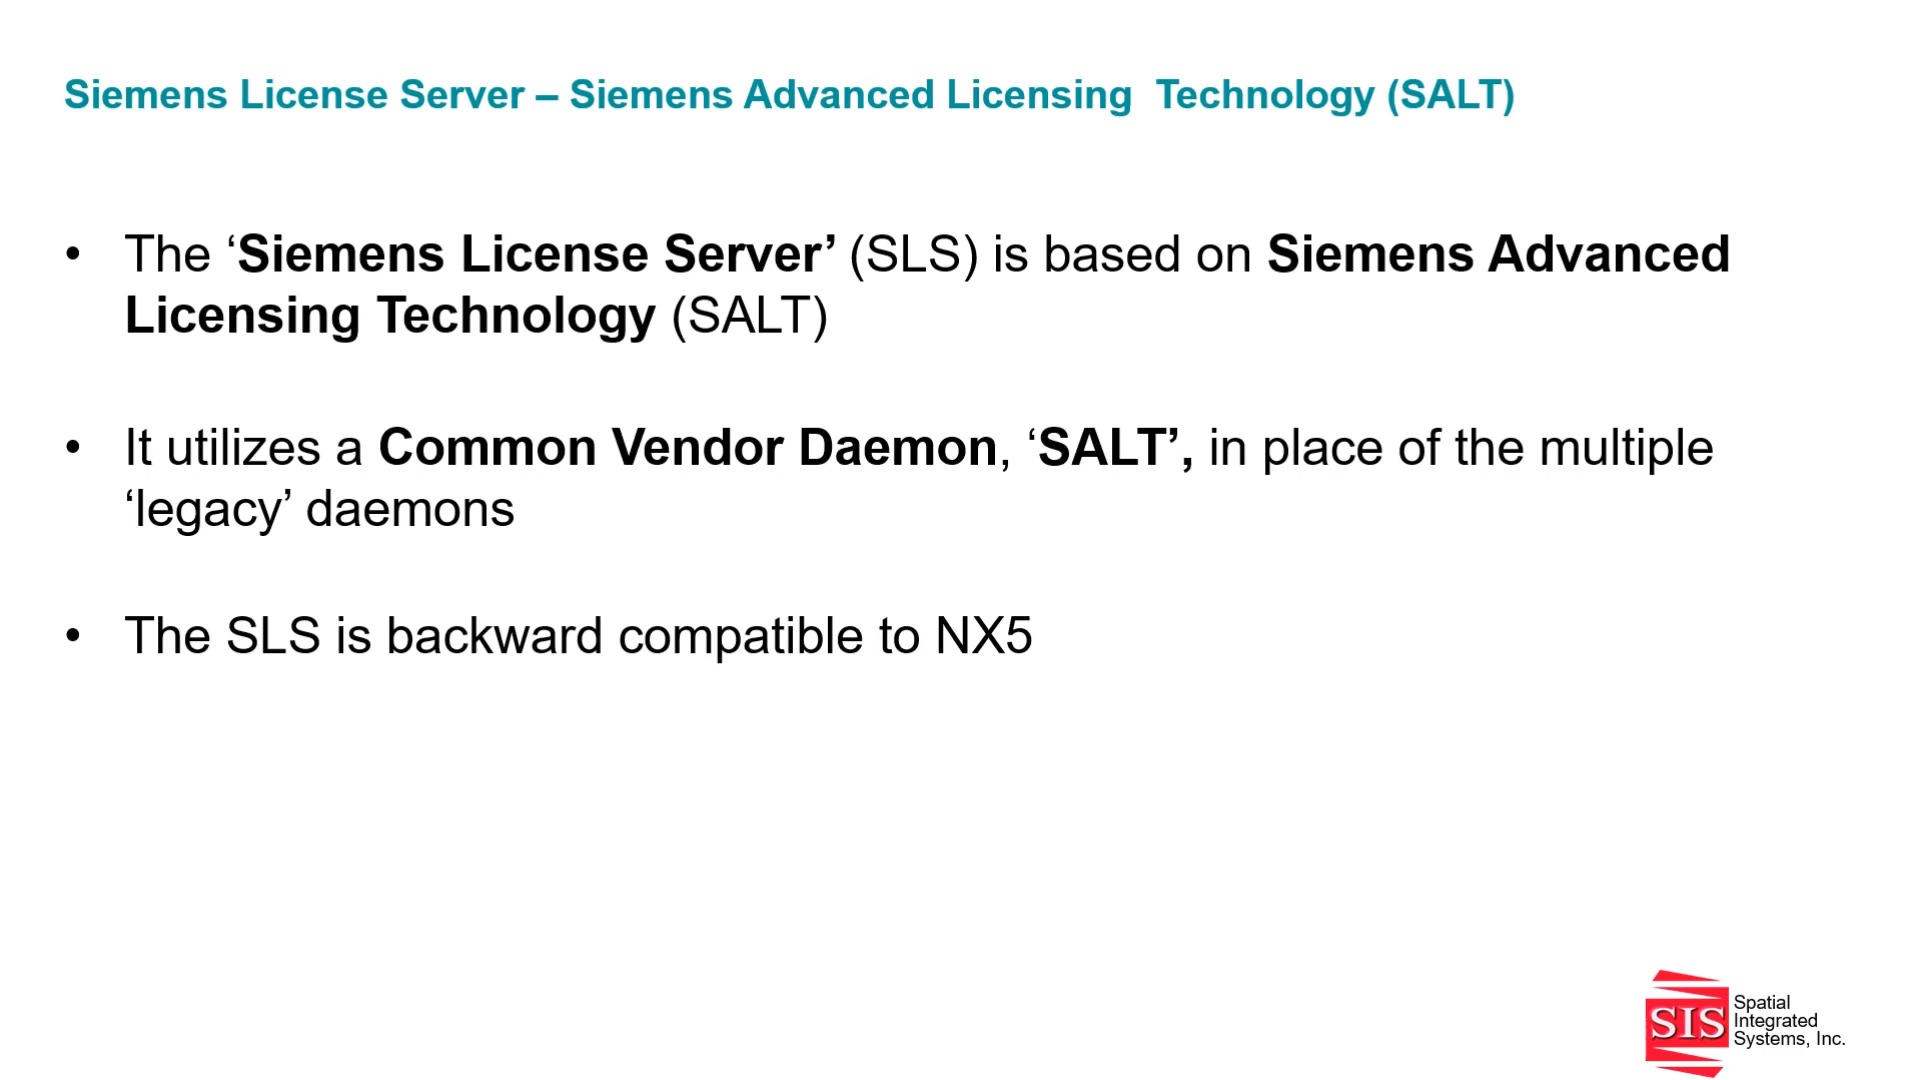 Siemens License Server – Siemens Advanced Licensing  Technology (SALT)
• The ‘Siemens License Server’ (SLS) is based on Siemens Advanced
Licensing Technology (SALT)
• It utilizes a Common Vendor Daemon, ‘SALT’, in place of the multiple
‘legacy’ daemons
• The SLS is backward compatible to NX5
SIS
Spatial
Integrated
Systems, Inc.